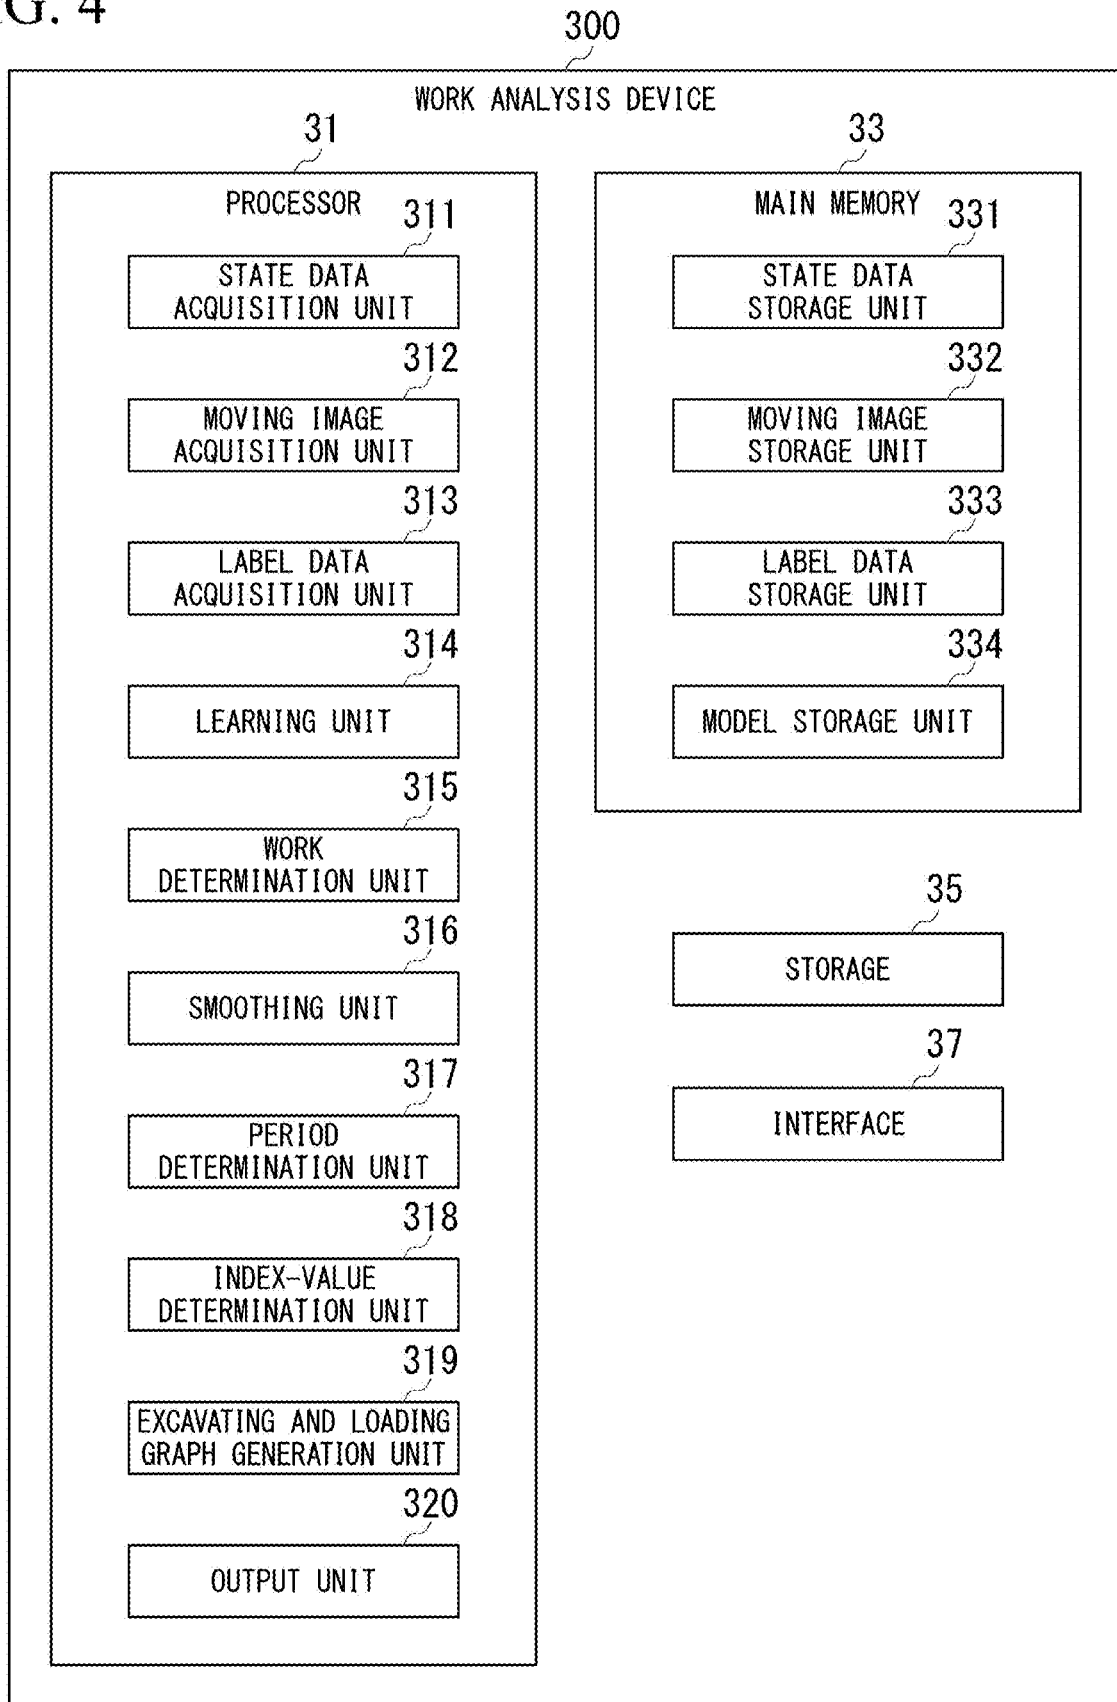 G. 4
300
WORK ANALYSIS DEVICE
31
PROCESSOR
311
STATE DATA
ACQUISITION UNIT
312
MOVING IMAGE
ACQUISITION UNIT
313
LABEL DATA
ACQUISITION UNIT
314
LEARNING UNIT
315
WORK
DETERMINATION UNIT
316
SMOOTHING UNIT
317
PERIOD
DETERMINATION UNIT
318
INDEX-VALUE
DETERMINATION UNIT
319
EXCAVATING AND LOADING
GRAPH GENERATION UNIT
320
OUTPUT UNIT
33
MAIN MEMORY
331
STATE DATA
STORAGE UNIT
332
MOVING IMAGE
STORAGE UNIT
333
LABEL DATA
STORAGE UNIT
334
MODEL STORAGE UNIT
35
STORAGE
37
INTERFACE